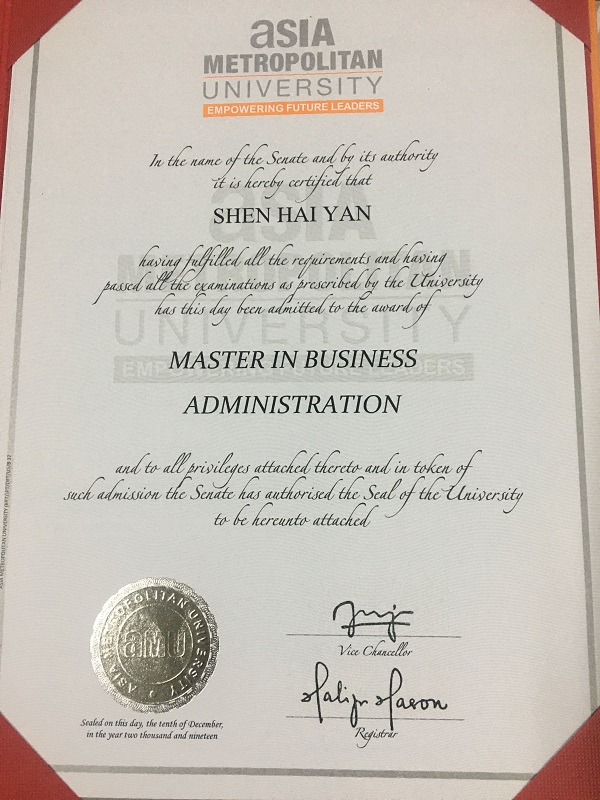 aSIA
METROPOLITAN
UNIVERSITY
EMPOWERING FUTURE LEADERS
In the name of the Senate and by its authority
it is hereby certified that
SHEN HAI YAN
having fulfilled all the requirements and having
passed all the examinations as prescribed by the University
has this day been admitted to the award of
MASTER IN BUSINESS
ADMINISTRATION
and to all privileges attached thereto and in token of
such admission the Senate has authorised the Seal of the University
to be hereunto attached
ASIA METROPOLITAN UNIVERSITY
aMU
Vice Chancellor
Registrar
Sealed on this day, the tenth of December,
in the year two thousand and nineteen